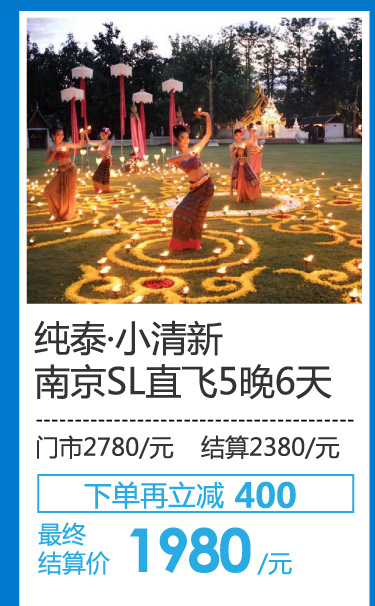 纯泰·小清新
南京SL直飞5晚6天
门市2780/元 结算2380/元
下单再立减 400
最终
结算价 1980 /元